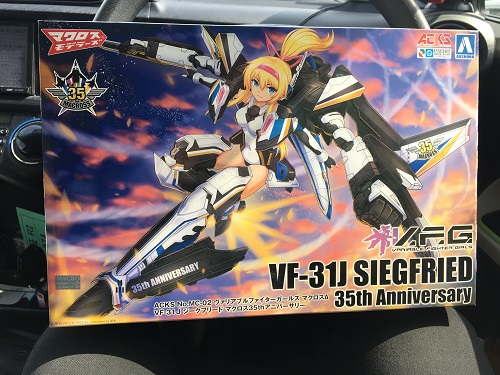 マクロス
モデラーズ
35
MACROSS
ACKS
AOSHIMA
35
MACROSS
35th ANNIVERSARY
V.F.G
VARIABLE FIGHTER GIRLS
VF-31J SIEGFRIED
35th Anniversary
ACKS No.MC-02 ヴァリアブルファイターガールズ マクロスΔ
VF-31J ジークフリード マクロス35thアニバーサリー